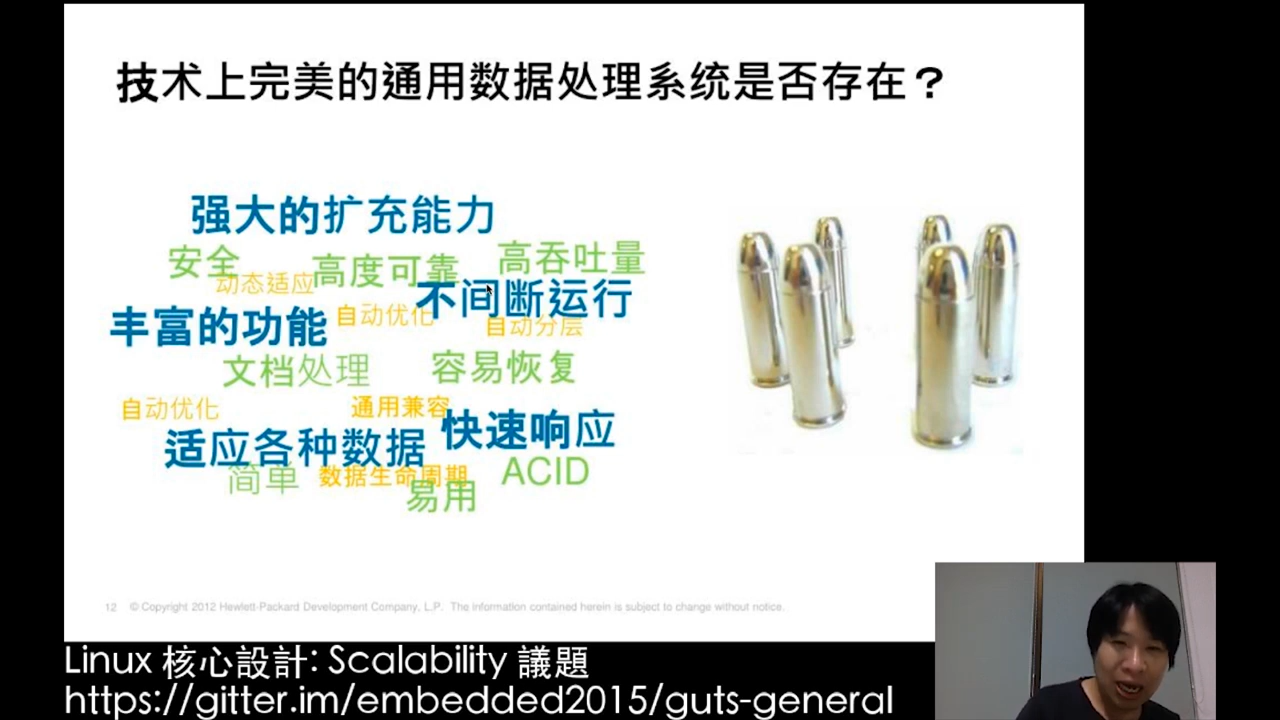 技术上完美的通用数据处理系统是否存在？
强大的扩充能力
安全
高度可靠
高吞吐量
动态适应
不间断运行
丰富的功能
自动优化
自动分层
文档处理
容易恢复
自动优化
通用兼容
快速响应
适应各种数据
简单
数据生命周期
ACID
易用
12 © Copyright 2012 Hewlett-Packard Development Company, L.P. The information contained herein is subject to change without notice.
Linux 核心設計: Scalability 議題
https://gitter.im/embedded2015/guts-general